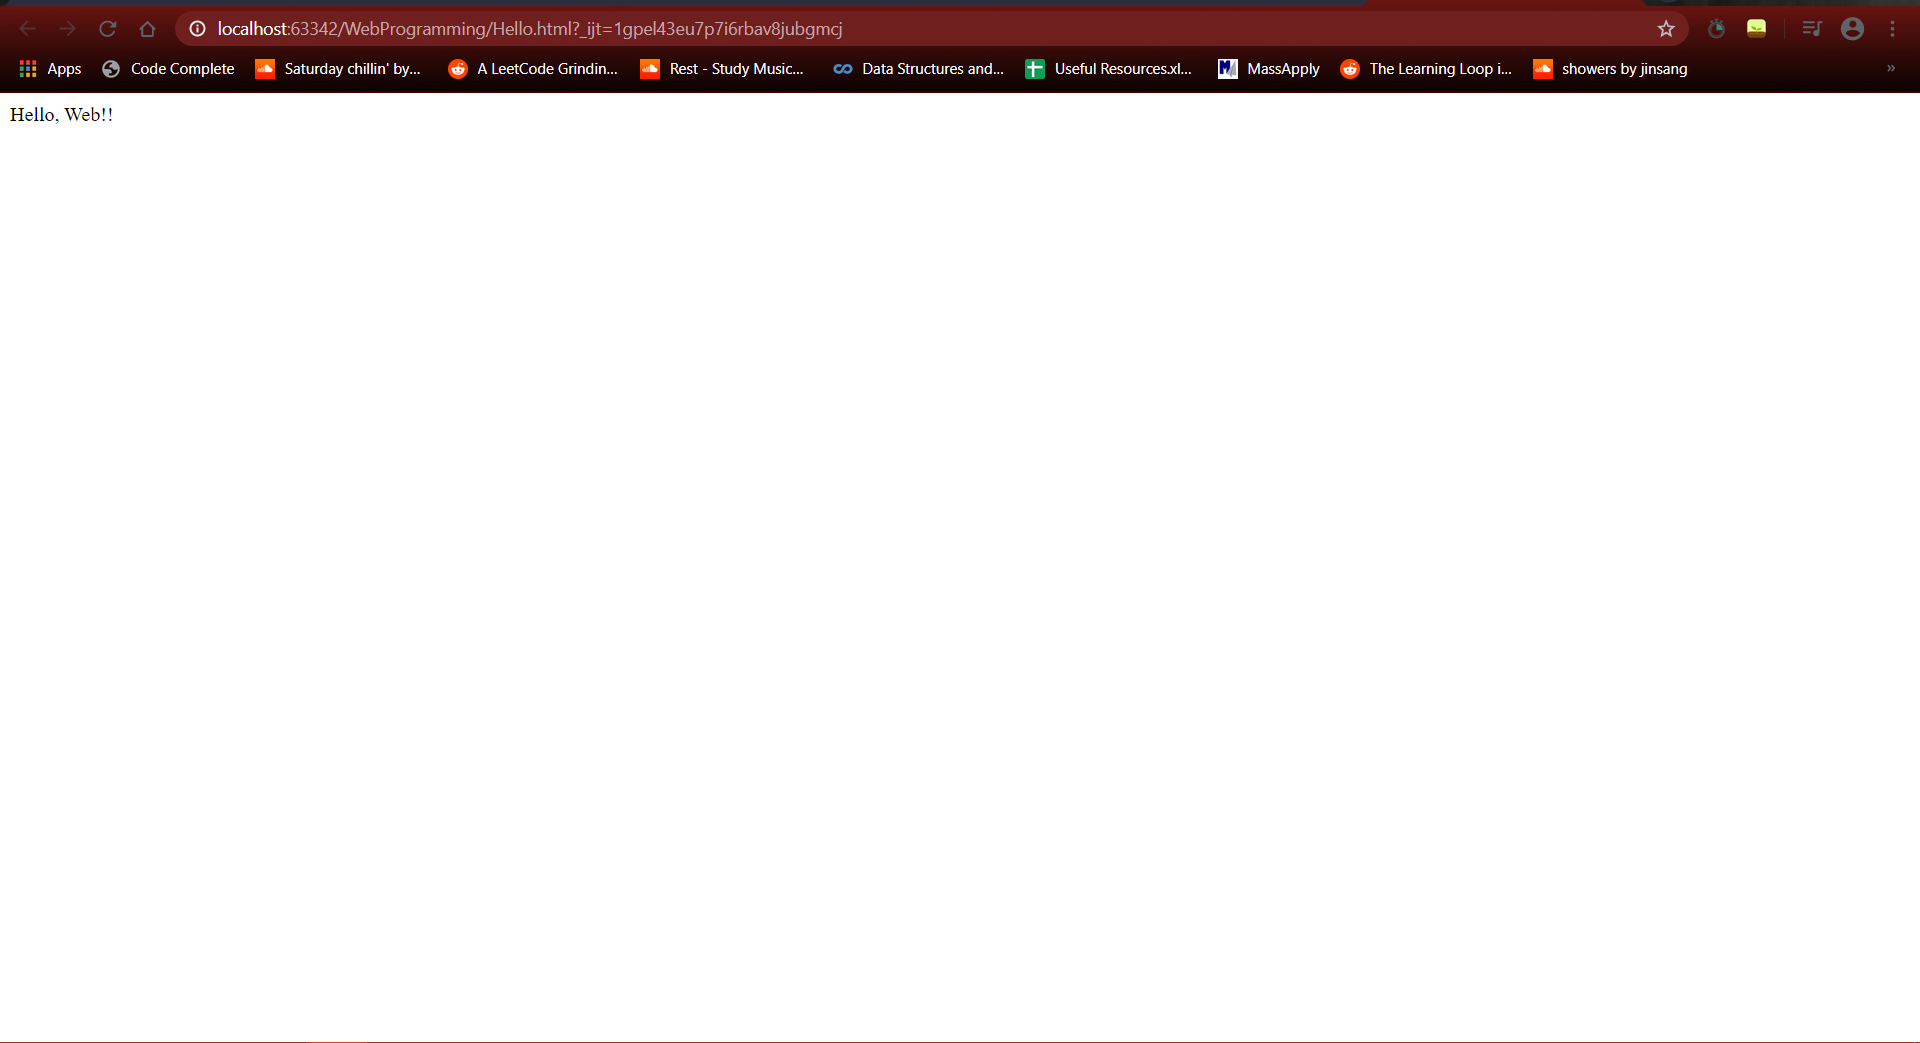 localhost:63342/WebProgramming/Hello.html?_ijt=1gpel43eu7p7i6rbav8jubgmcj
Apps Code Complete Saturday chillin' by... A LeetCode Grindin... Rest - Study Music... Data Structures and... Useful Resources.xl... MassApply The Learning Loop i... showers by jinsang »
Hello, Web!!